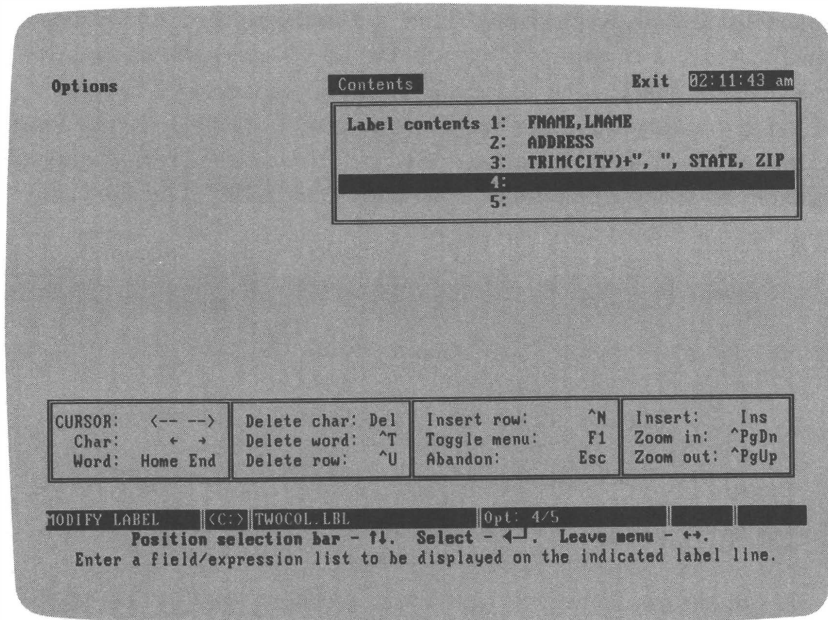 Options Contents Exit 02:11:43 am
Label contents 1: FNAME,LNAME
2: ADDRESS
3: TRIM(CITY)+", ", STATE, ZIP
4:
5:
CURSOR: <-- --> Delete char: Del Insert row: ^N Insert: Ins
Char: ← → Delete word: ^T Toggle menu: F1 Zoom in: ^PgDn
Word: Home End Delete row: ^U Abandon: Esc Zoom out: ^PgUp
MODIFY LABEL <C:> TWOCOL.LBL Opt: 4/5
Position selection bar - ↑↓. Select - ←┘. Leave menu - ↔.
Enter a field/expression list to be displayed on the indicated label line.